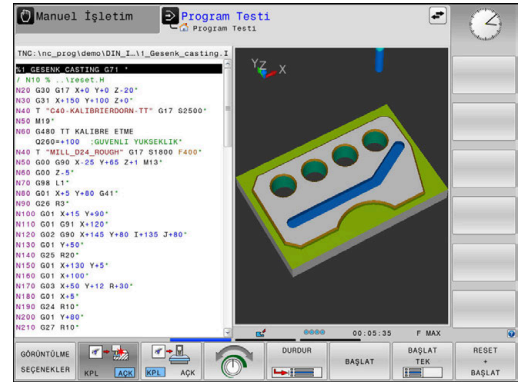 Manuel İşletim
Program Testi
Program Testi
TNC:\nc_prog\demo\DIN_I…\1_Gesenk_casting.I
%1_GESENK_CASTING G71 *
/ N10 % ..\reset.H
N20 G30 G17 X+0 Y+0 Z-20*
N30 G31 X+150 Y+100 Z+0*
N40 T "C40-KALIBRIERDORN-TT" G17 S2500*
N50 M19*
N60 G480 TT KALIBRE ETME
Q260=+100 ;GUVENLI YUKSEKLIK*
N40 T "MILL_D24_ROUGH" G17 S1800 F400*
N50 G00 G90 X-25 Y+65 Z+1 M13*
N60 G00 Z-5*
N70 G98 L1*
N80 G01 X+5 Y+80 G41*
N90 G26 R3*
N100 G01 X+15 Y+90*
N110 G01 G91 X+120*
N120 G02 G90 X+145 Y+80 I+135 J+80*
N130 G01 Y+50*
N140 G25 R20*
N150 G01 X+130 Y+5*
N160 G01 X+100*
N170 G03 X+50 Y+12 R+30*
N180 G01 X+5*
N190 G24 R10*
N200 G01 Y+80*
N210 G27 R10*
YZ X
00:05:35 F MAX
GÖRÜNTÜLME
SEÇENEKLER
KPL AÇK
KPL AÇK
DURDUR
BAŞLAT
BAŞLAT
TEK
RESET
+
BAŞLAT